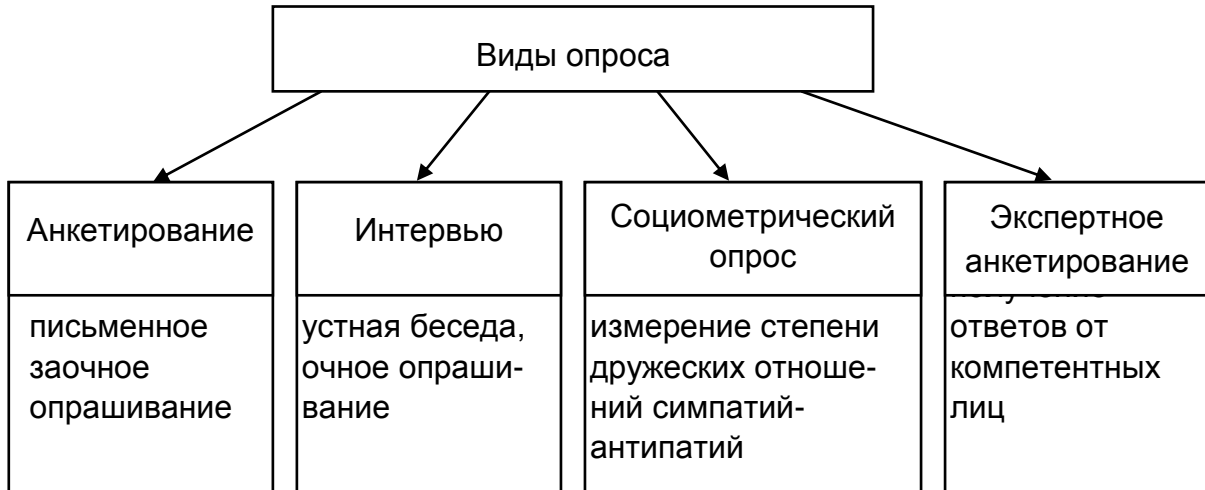 Виды опроса
Анкетирование
письменное
заочное
опрашивание
Интервью
устная беседа,
очное опраши-
вание
Социометрический
опрос
измерение степени
дружеских отноше-
ний симпатий-
антипатий
Экспертное
анкетирование
ответов от
компетентных
лиц